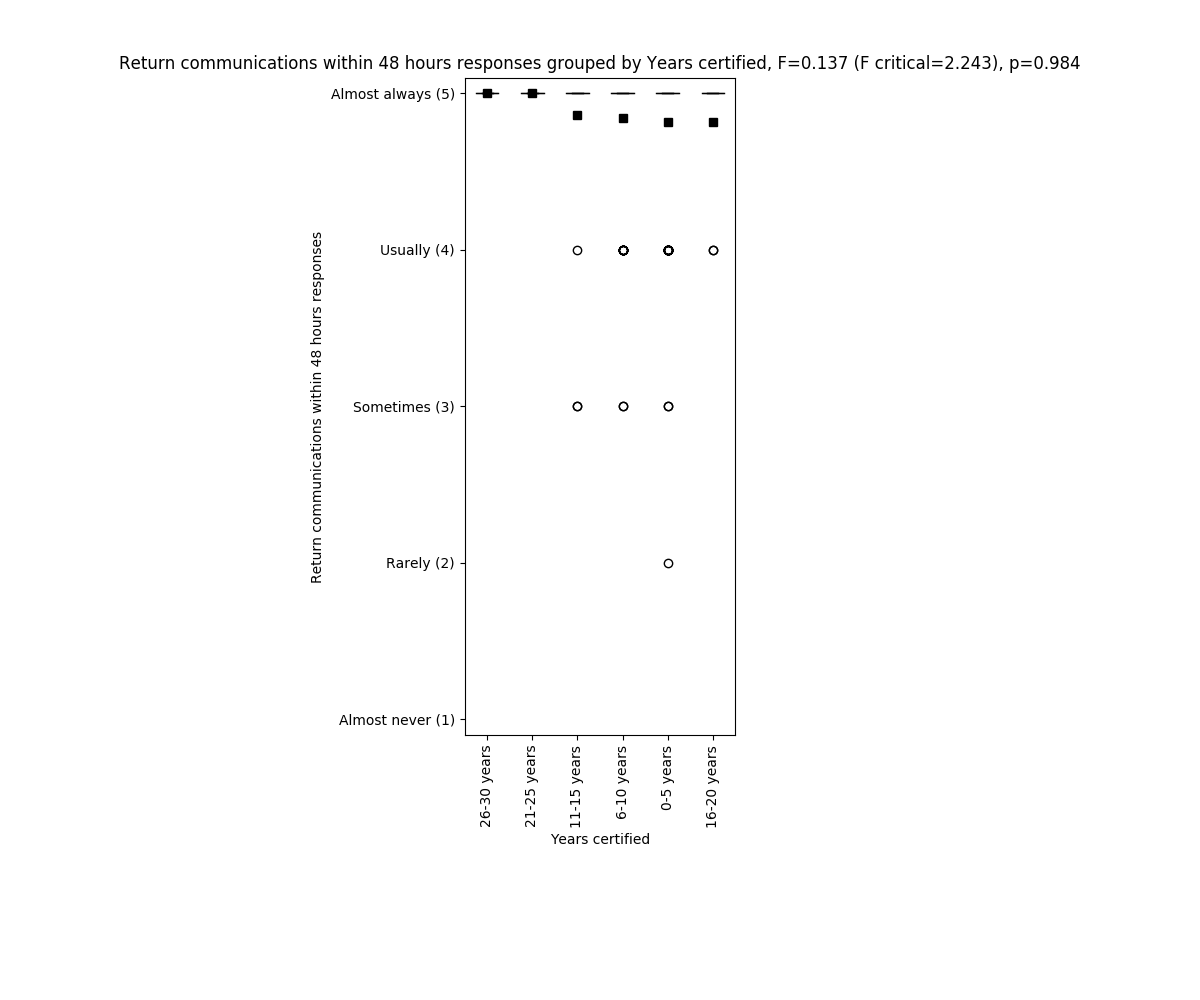 Return communications within 48 hours responses grouped by Years certified, F=0.137 (F critical=2.243), p=0.984
Almost always (5)
Usually (4)
Sometimes (3)
Rarely (2)
Almost never (1)
Return communications within 48 hours responses
26-30 years
21-25 years
11-15 years
6-10 years
0-5 years
16-20 years
Years certified